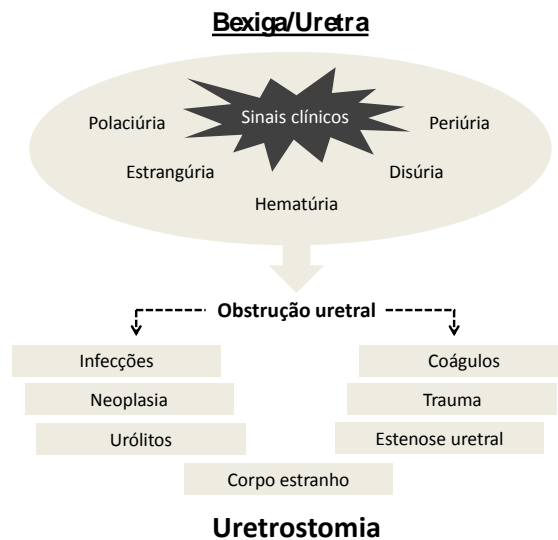 Bexiga/Uretra
Sinais clínicos
Polaciúria
Periúria
Estrangúria
Disúria
Hematúria
Obstrução uretral
Infecções
Coágulos
Neoplasia
Trauma
Urólitos
Estenose uretral
Corpo estranho
Uretrostomia